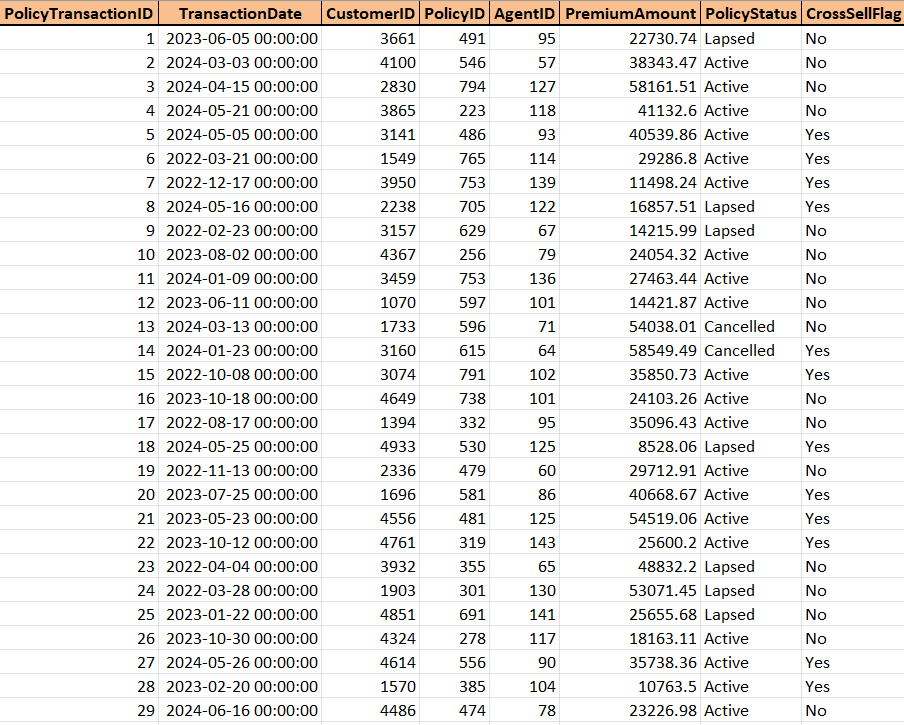 PolicyTransactionID TransactionDate CustomerID PolicyID AgentID PremiumAmount PolicyStatus CrossSellFlag
1 2023-06-05 00:00:00 3661 491 95 22730.74 Lapsed No
2 2024-03-03 00:00:00 4100 546 57 38343.47 Active No
3 2024-04-15 00:00:00 2830 794 127 58161.51 Active No
4 2024-05-21 00:00:00 3865 223 118 41132.6 Active No
5 2024-05-05 00:00:00 3141 486 93 40539.86 Active Yes
6 2022-03-21 00:00:00 1549 765 114 29286.8 Active Yes
7 2022-12-17 00:00:00 3950 753 139 11498.24 Active Yes
8 2024-05-16 00:00:00 2238 705 122 16857.51 Lapsed Yes
9 2022-02-23 00:00:00 3157 629 67 14215.99 Lapsed No
10 2023-08-02 00:00:00 4367 256 79 24054.32 Active No
11 2024-01-09 00:00:00 3459 753 136 27463.44 Active No
12 2023-06-11 00:00:00 1070 597 101 14421.87 Active No
13 2024-03-13 00:00:00 1733 596 71 54038.01 Cancelled No
14 2024-01-23 00:00:00 3160 615 64 58549.49 Cancelled Yes
15 2022-10-08 00:00:00 3074 791 102 35850.73 Active Yes
16 2023-10-18 00:00:00 4649 738 101 24103.26 Active No
17 2022-08-17 00:00:00 1394 332 95 35096.43 Active No
18 2024-05-25 00:00:00 4933 530 125 8528.06 Lapsed Yes
19 2022-11-13 00:00:00 2336 479 60 29712.91 Active No
20 2023-07-25 00:00:00 1696 581 86 40668.67 Active Yes
21 2023-05-23 00:00:00 4556 481 125 54519.06 Active Yes
22 2023-10-12 00:00:00 4761 319 143 25600.2 Active Yes
23 2022-04-04 00:00:00 3932 355 65 48832.2 Lapsed No
24 2022-03-28 00:00:00 1903 301 130 53071.45 Lapsed No
25 2023-01-22 00:00:00 4851 691 141 25655.68 Lapsed No
26 2023-10-30 00:00:00 4324 278 117 18163.11 Active No
27 2024-05-26 00:00:00 4614 556 90 35738.36 Active Yes
28 2023-02-20 00:00:00 1570 385 104 10763.5 Active Yes
29 2024-06-16 00:00:00 4486 474 78 23226.98 Active No